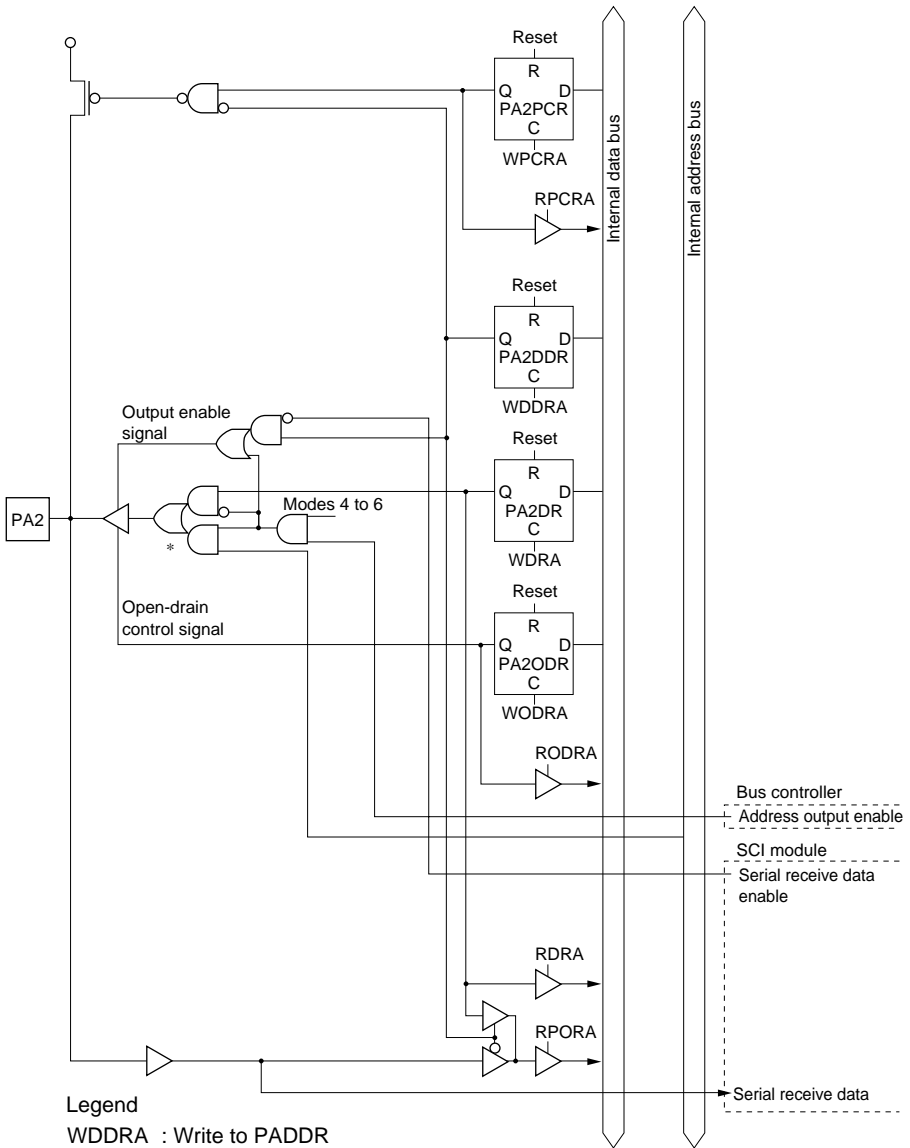 Reset
R
Q D
PA2PCR
C
WPCRA
RPCRA
Internal data bus
Internal address bus
Reset
R
Q D
PA2DDR
C
WDDRA
Output enable
signal
Reset
R
Q D
PA2DR
C
WDRA
Modes 4 to 6
PA2
*
Open-drain
control signal
Reset
R
Q D
PA2ODR
C
WODRA
RODRA
Bus controller
Address output enable
SCI module
Serial receive data
enable
RDRA
RPORA
Serial receive data
Legend
WDDRA : Write to PADDR